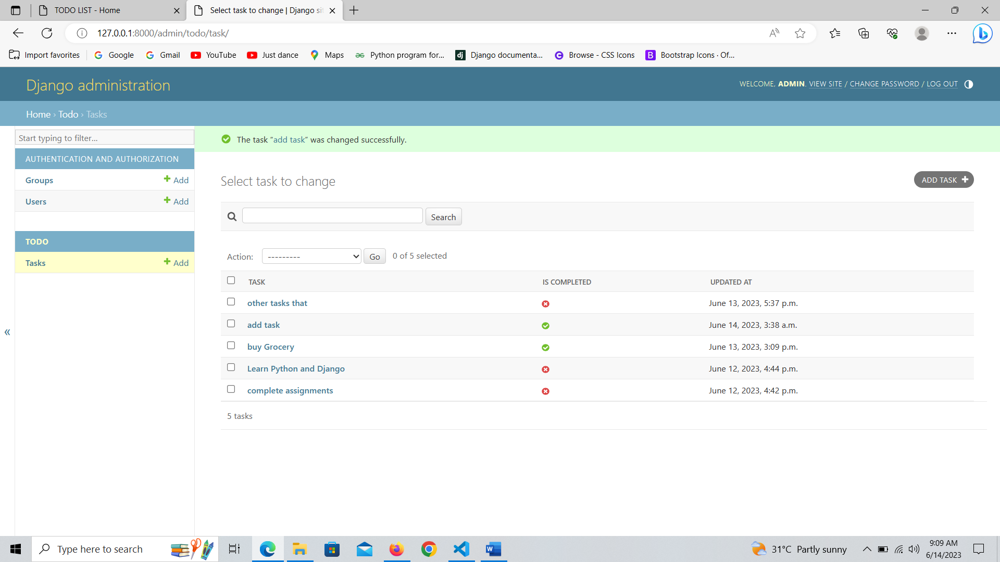 TODO LIST - Home
Select task to change | Django si
127.0.0.1:8000/admin/todo/task/
Import favorites
Google
Gmail
YouTube
Just dance
Maps
Python program for...
Django documenta...
Browse - CSS Icons
Bootstrap Icons · Of...
Django administration
WELCOME, ADMIN. VIEW SITE / CHANGE PASSWORD / LOG OUT
Home › Todo › Tasks
Start typing to filter...
The task “add task” was changed successfully.
AUTHENTICATION AND AUTHORIZATION
Groups
Add
Users
Add
TODO
Tasks
Add
Select task to change
ADD TASK
Search
Action: --------- Go 0 of 5 selected
TASK IS COMPLETED UPDATED AT
other tasks that June 13, 2023, 5:37 p.m.
add task June 14, 2023, 3:38 a.m.
buy Grocery June 13, 2023, 3:09 p.m.
Learn Python and Django June 12, 2023, 4:44 p.m.
complete assignments June 12, 2023, 4:42 p.m.
5 tasks
Type here to search
31°C Partly sunny
9:09 AM
6/14/2023